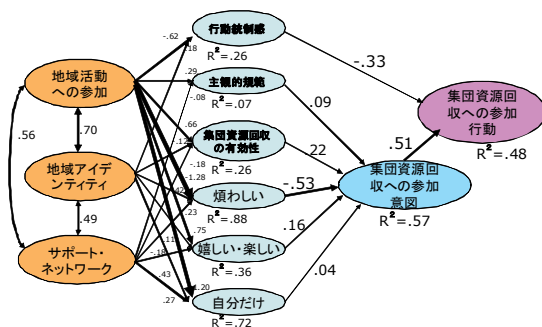 -.62
行動統制感
.18
R²=.26
-.33
地域活動
への参加
.29
主観的規範
-.08
R²=.07
.09
集団資源回
収への参加
行動
R²=.48
.66
-.12
集団資源回収
の有効性
R²=.26
.22
.51
.56
.70
地域アイデ
ンティティ
-.18
-1.28
煩わしい
R²=.88
-.53
集団資源回
収への参加
意図
R²=.57
.23
.49
.75
.11
嬉しい・楽しい
R²=.36
.16
サポート・
ネットワーク
-.18
.43
.27
1.20
自分だけ
R²=.72
.04